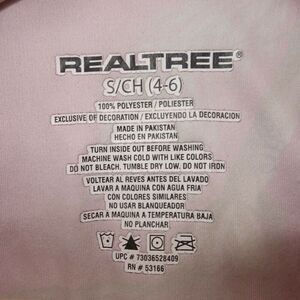 REALTREE®
S/CH (4-6)
100% POLYESTER / POLIESTER
EXCLUSIVE OF DECORATION / EXCLUYENDO LA DECORACION
MADE IN PAKISTAN
HECHO EN PAKISTAN
TURN INSIDE OUT BEFORE WASHING
MACHINE WASH COLD WITH LIKE COLORS
DO NOT BLEACH. TUMBLE DRY LOW. DO NOT IRON
VOLTEAR AL REVES ANTES DEL LAVADO
LAVAR A MAQUINA CON AGUA FRIA
CON COLORES SIMILARES
NO USAR BLANQUEADOR
SECAR A MAQUINA A TEMPERATURA BAJA
NO PLANCHAR
UPC # 73036528409
RN # 53166